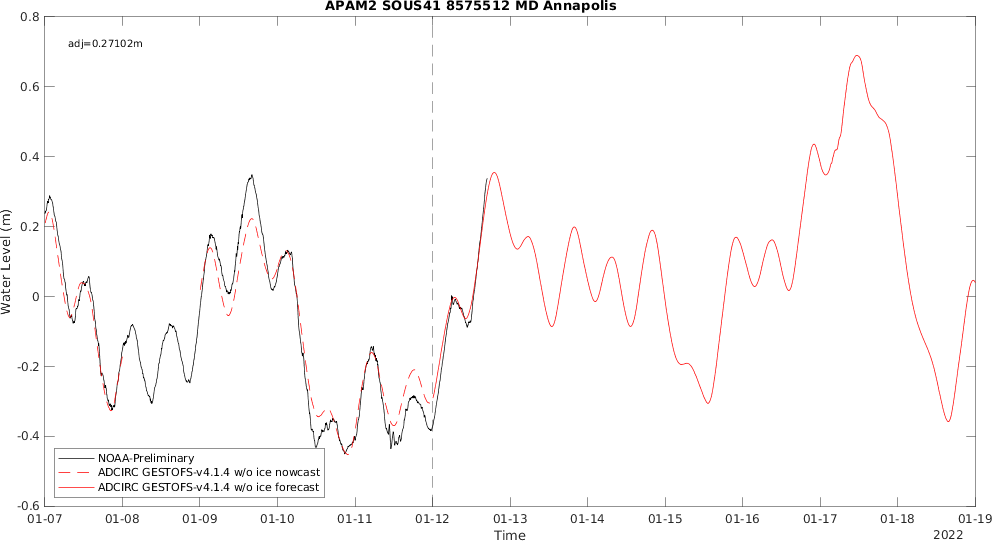 APAM2 SOUS41 8575512 MD Annapolis
adj=0.27102m
Water Level (m)
0.8
0.6
0.4
0.2
0
-0.2
-0.4
-0.6
NOAA-Preliminary
ADCIRC GESTOFS-v4.1.4 w/o ice nowcast
ADCIRC GESTOFS-v4.1.4 w/o ice forecast
01-07 01-08 01-09 01-10 01-11 01-12 01-13 01-14 01-15 01-16 01-17 01-18 01-19
Time
2022